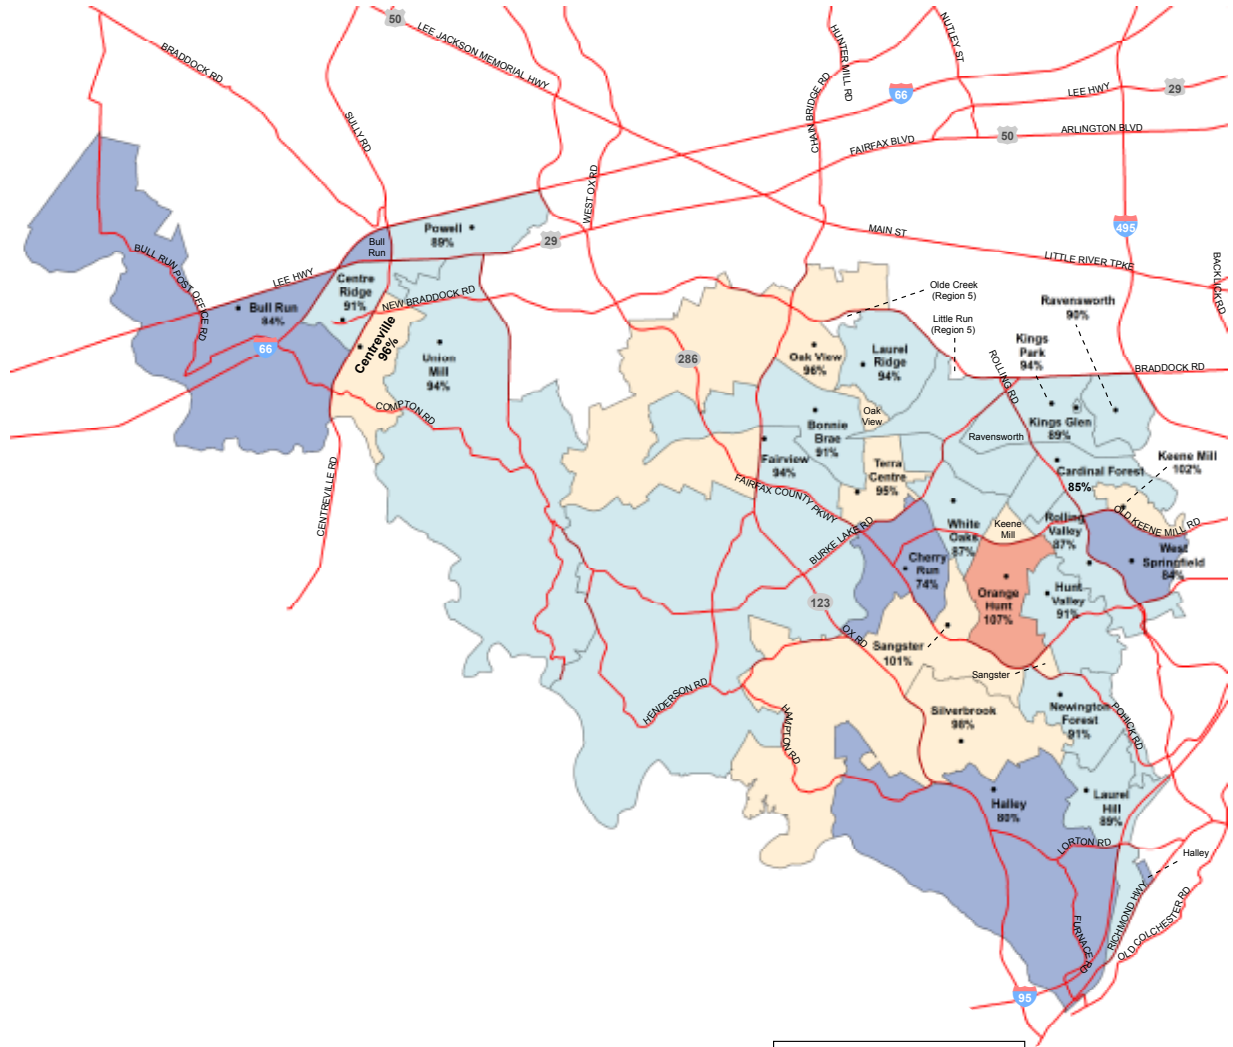 50
LEE JACKSON MEMORIAL HWY
BRADDOCK RD
SULLY RD
WEST OX RD
CHAIN BRIDGE RD
HUNTER MILL RD
NUTLEY ST
66
LEE HWY
29
50
ARLINGTON BLVD
FAIRFAX BLVD
MAIN ST
495
LITTLE RIVER TPKE
BACKLICK RD
Powell
89%
29
Bull
Run
BULL RUN POST OFFICE RD
LEE HWY
Bull Run
84%
66
Centre
Ridge
91%
NEW BRADDOCK RD
Centreville
96%
Union
Mill
94%
COMPTON RD
CENTREVILLE RD
286
Olde Creek
(Region 5)
Little Run
(Region 5)
Oak View
96%
Laurel
Ridge
94%
Kings
Park
94%
Ravensworth
90%
ROLLING RD
BRADDOCK RD
Oak
View
Bonnie
Brae
91%
Fairview
94%
Ravensworth
Kings Glen
89%
Terra
Centre
95%
Cardinal Forest
85%
Keene Mill
102%
FAIRFAX COUNTY PKWY
BURKE LAKE RD
OLD KEENE MILL RD
White
Oaks
87%
Keene
Mill
Rolling
Valley
87%
West
Springfield
84%
Cherry
Run
74%
Orange
Hunt
107%
Hunt
Valley
91%
123
OX RD
Sangster
101%
Sangster
HENDERSON RD
HAMPTON RD
Silverbrook
98%
Newington
Forest
91%
POHICK RD
Halley
80%
Laurel
Hill
89%
LORTON RD
Halley
FURNACE RD
RICHMOND HWY
OLD COLCHESTER RD
95